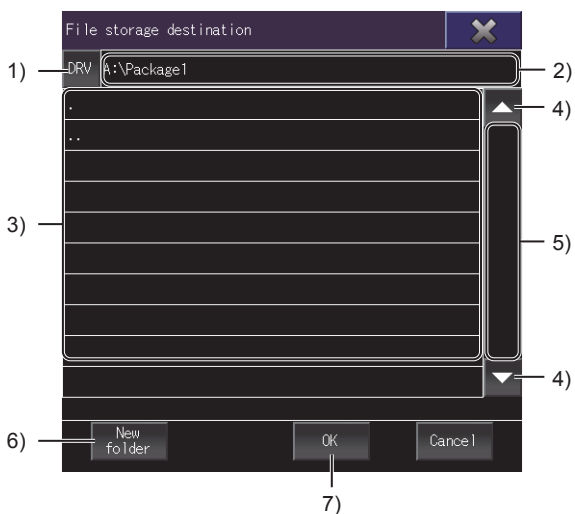 File storage destination
1)
DRV
A:\Package1
2)
4)
.
..
3)
5)
4)
6)
New
folder
OK
Cancel
7)